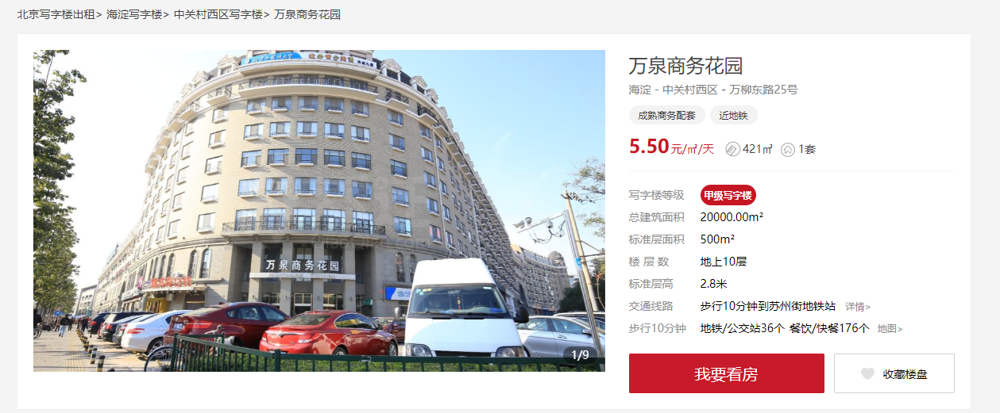 北京写字楼出租> 海淀写字楼> 中关村西区写字楼> 万泉商务花园
万泉商务花园
1/9
万泉商务花园
海淀 - 中关村西区 - 万柳东路25号
成熟商务配套 近地铁
5.50元/㎡/天 421㎡ 1套
写字楼等级 甲级写字楼
总建筑面积 20000.00m²
标准层面积 500m²
楼 层 数 地上10层
标准层高 2.8米
交通线路 步行10分钟到苏州街地铁站 详情>
步行10分钟 地铁/公交站36个 餐饮/快餐176个 地图>
我要看房 收藏楼盘